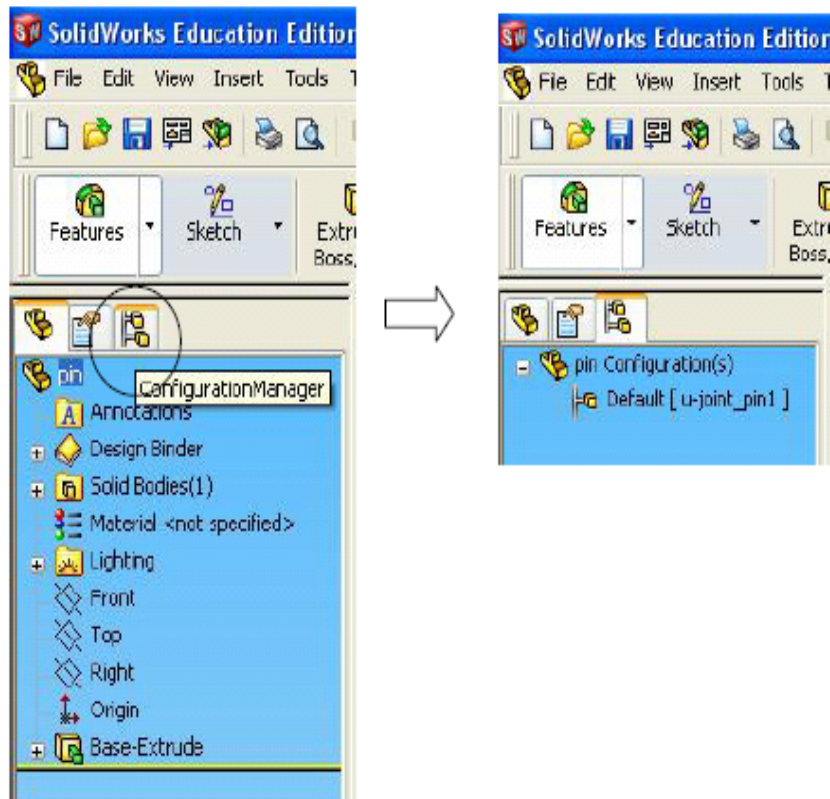 SolidWorks Education Edition
File Edit View Insert Tools
Features Sketch
Boss,
pin
ConfigurationManager
Annotations
Design Binder
Solid Bodies(1)
Material <not specified>
Lighting
Front
Top
Right
Origin
Base-Extrude
SolidWorks Education Edition
File Edit View Insert Tools
Features Sketch
Boss,
pin Configuration(s)
Default [ u-joint_pin1 ]